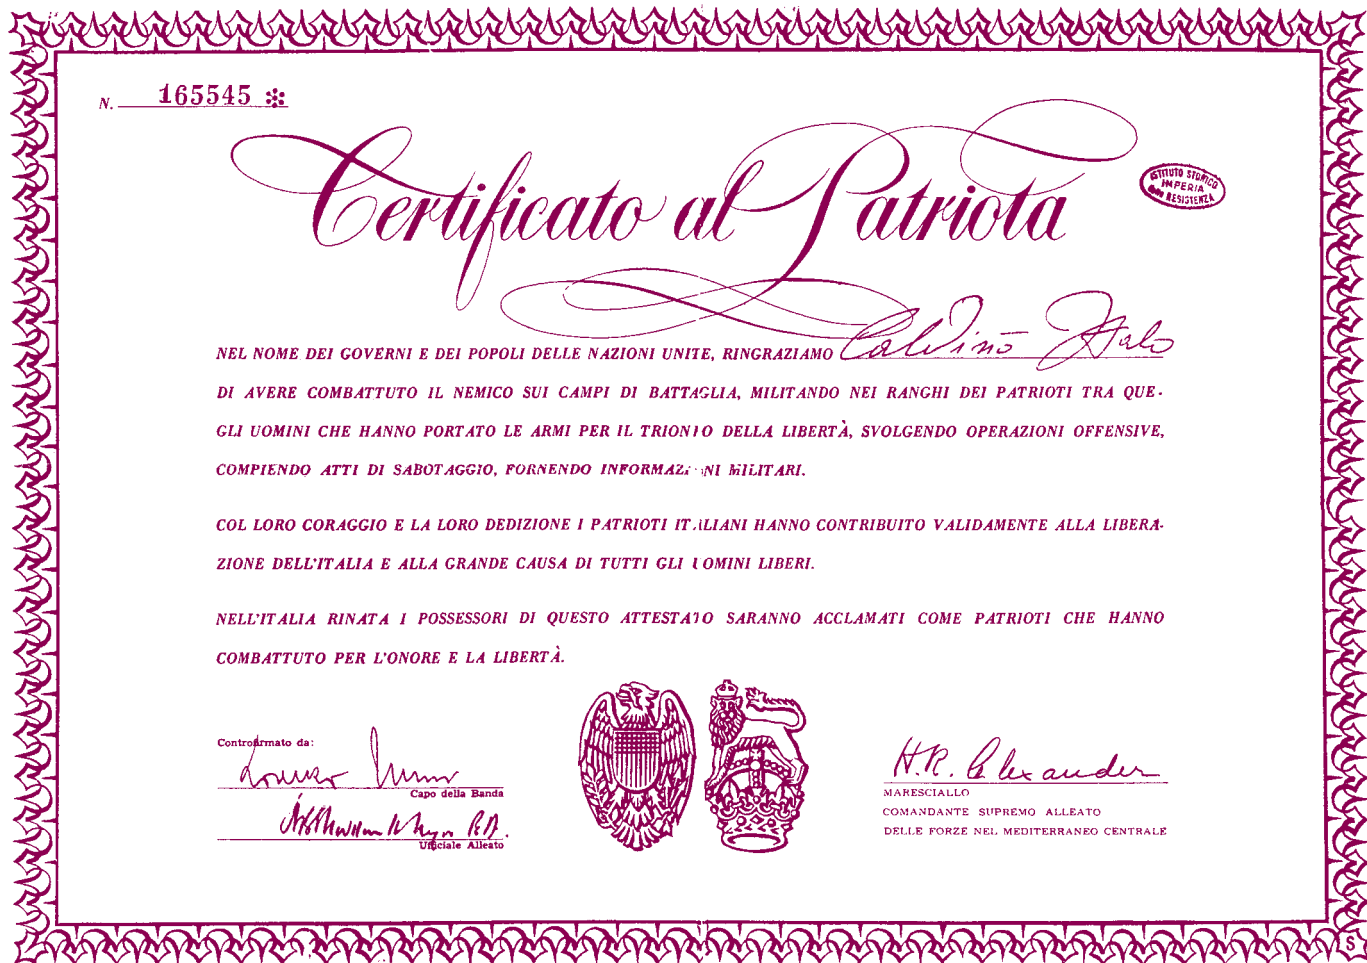 N. 165545
Certificato al Patriota
ISTITUTO STORICO
IMPERIA
RESISTENZA
NEL NOME DEI GOVERNI E DEI POPOLI DELLE NAZIONI UNITE, RINGRAZIAMO Calvino Italo
DI AVERE COMBATTUTO IL NEMICO SUI CAMPI DI BATTAGLIA, MILITANDO NEI RANGHI DEI PATRIOTI TRA QUE-
GLI UOMINI CHE HANNO PORTATO LE ARMI PER IL TRIONFO DELLA LIBERTÀ, SVOLGENDO OPERAZIONI OFFENSIVE,
COMPIENDO ATTI DI SABOTAGGIO, FORNENDO INFORMAZIONI MILITARI.
COL LORO CORAGGIO E LA LORO DEDIZIONE I PATRIOTI ITALIANI HANNO CONTRIBUITO VALIDAMENTE ALLA LIBERA-
ZIONE DELL'ITALIA E ALLA GRANDE CAUSA DI TUTTI GLI UOMINI LIBERI.
NELL'ITALIA RINATA I POSSESSORI DI QUESTO ATTESTATO SARANNO ACCLAMATI COME PATRIOTI CHE HANNO
COMBATTUTO PER L'ONORE E LA LIBERTÀ.
Controfirmato da:
Capo della Banda
Ufficiale Alleato
H.R. Alexander
MARESCIALLO
COMANDANTE SUPREMO ALLEATO
DELLE FORZE NEL MEDITERRANEO CENTRALE
S